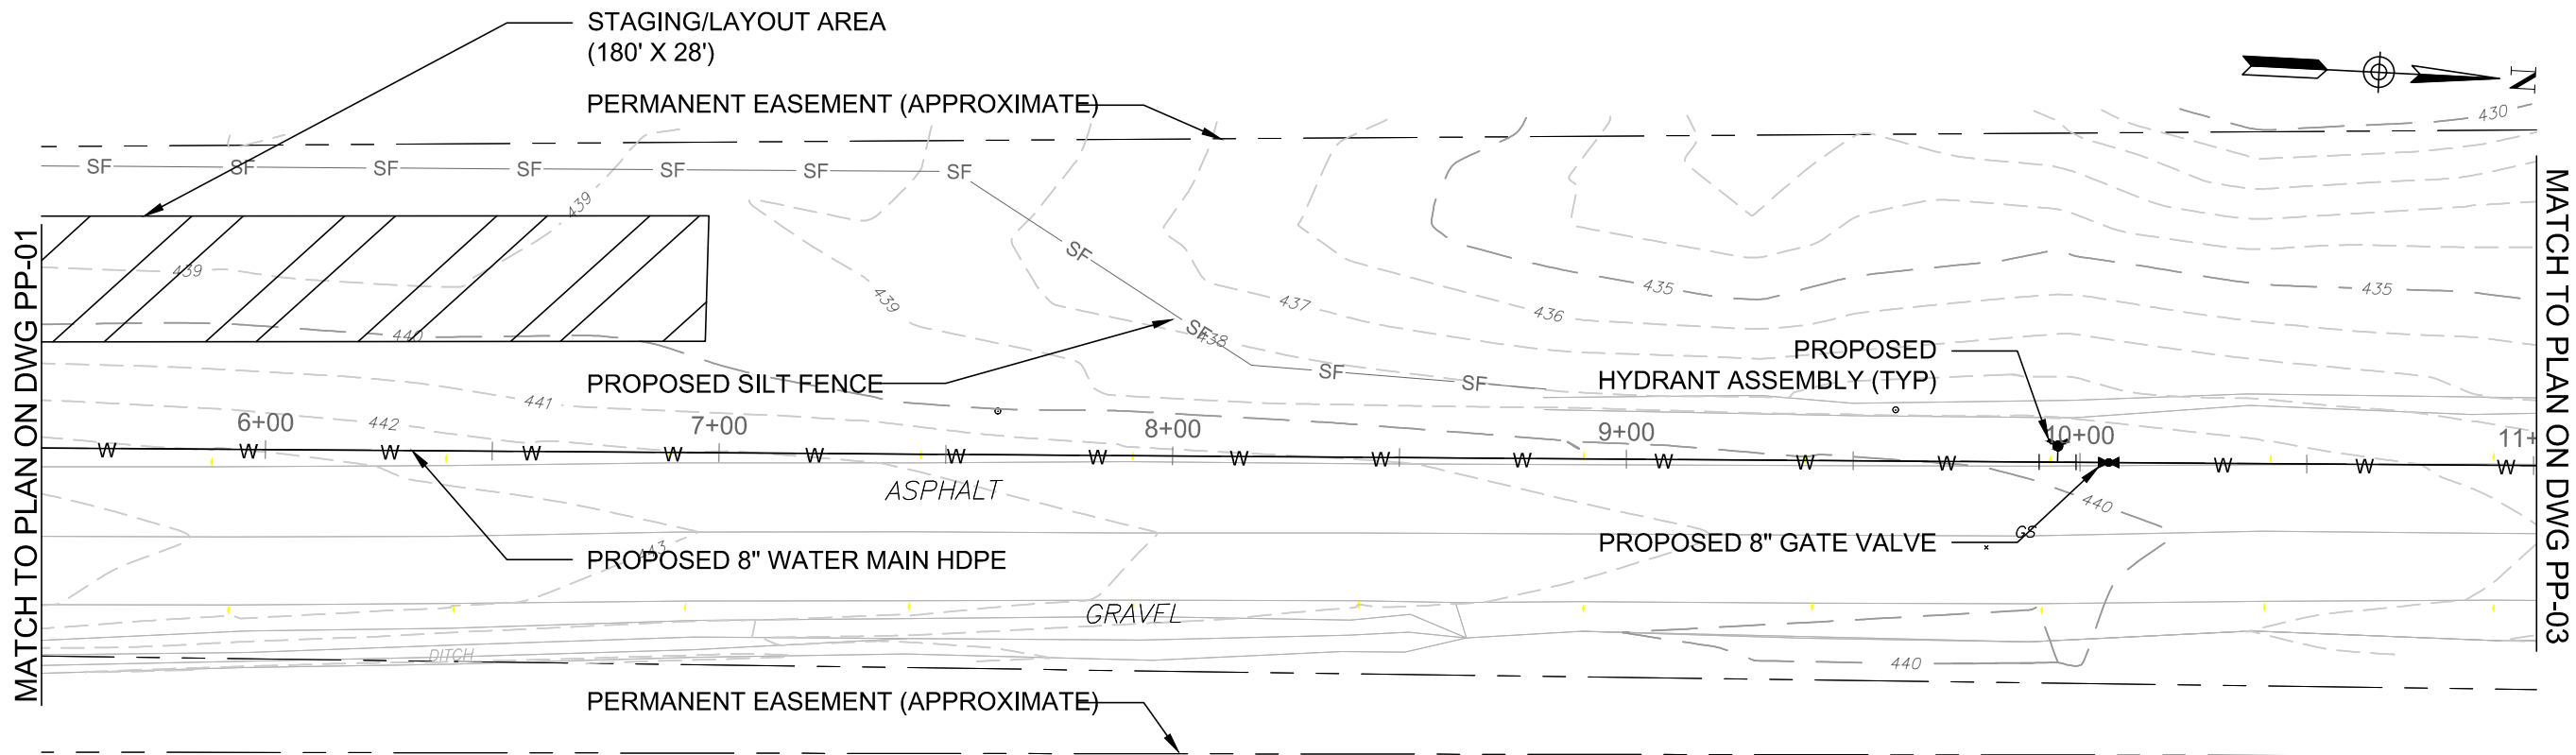 STAGING/LAYOUT AREA
(180' X 28')
PERMANENT EASEMENT (APPROXIMATE)
N
430
SF SF SF SF SF SF SF
439
SF
439
439
437
435
435
436
SF
438
440
PROPOSED
HYDRANT ASSEMBLY (TYP)
PROPOSED SILT FENCE
SF SF
441
442
6+00 7+00 8+00 9+00 10+00 11+
W W W W W W W W W W W W W W W W W W
ASPHALT
440
GS
PROPOSED 8" GATE VALVE
443
PROPOSED 8" WATER MAIN HDPE
GRAVEL
DITCH
440
PERMANENT EASEMENT (APPROXIMATE)
MATCH TO PLAN ON DWG PP-01
MATCH TO PLAN ON DWG PP-03